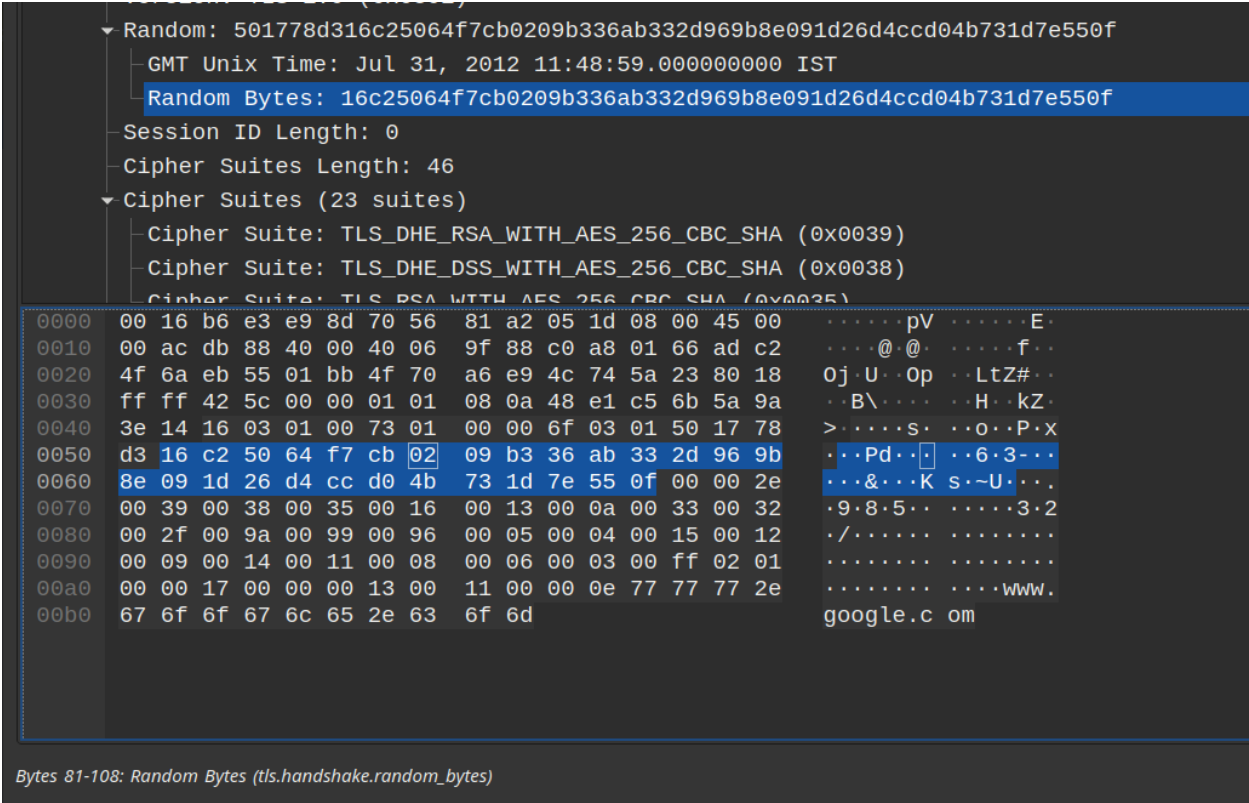 Random: 501778d316c25064f7cb0209b336ab332d969b8e091d26d4ccd04b731d7e550f
GMT Unix Time: Jul 31, 2012 11:48:59.000000000 IST
Random Bytes: 16c25064f7cb0209b336ab332d969b8e091d26d4ccd04b731d7e550f
Session ID Length: 0
Cipher Suites Length: 46
Cipher Suites (23 suites)
Cipher Suite: TLS_DHE_RSA_WITH_AES_256_CBC_SHA (0x0039)
Cipher Suite: TLS_DHE_DSS_WITH_AES_256_CBC_SHA (0x0038)
Cipher Suite: TLS_RSA_WITH_AES_256_CBC_SHA (0x0035)
0000 00 16 b6 e3 e9 8d 70 56 81 a2 05 1d 08 00 45 00 ······pV ······E·
0010 00 ac db 88 40 00 40 06 9f 88 c0 a8 01 66 ad c2 ····@·@· ·····f··
0020 4f 6a eb 55 01 bb 4f 70 a6 e9 4c 74 5a 23 80 18 Oj·U··Op ··LtZ#··
0030 ff ff 42 5c 00 00 01 01 08 0a 48 e1 c5 6b 5a 9a ··B\···· ··H··kZ·
0040 3e 14 16 03 01 00 73 01 00 00 6f 03 01 50 17 78 >·····s· ··o··P·x
0050 d3 16 c2 50 64 f7 cb 02 09 b3 36 ab 33 2d 96 9b ···Pd··· ··6·3-··
0060 8e 09 1d 26 d4 cc d0 4b 73 1d 7e 55 0f 00 00 2e ···&···K s·~U···.
0070 00 39 00 38 00 35 00 16 00 13 00 0a 00 33 00 32 ·9·8·5·· ·····3·2
0080 00 2f 00 9a 00 99 00 96 00 05 00 04 00 15 00 12 ·/······ ········
0090 00 09 00 14 00 11 00 08 00 06 00 03 00 ff 02 01 ········ ········
00a0 00 00 17 00 00 00 13 00 11 00 00 0e 77 77 77 2e ········ ····www.
00b0 67 6f 6f 67 6c 65 2e 63 6f 6d google.c om
Bytes 81-108: Random Bytes (tls.handshake.random_bytes)